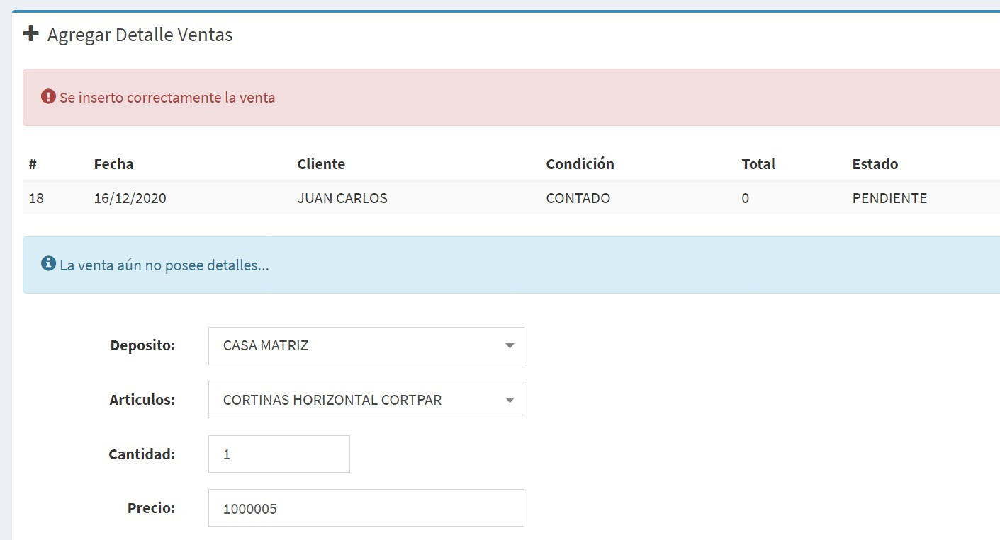 Agregar Detalle Ventas
Se inserto correctamente la venta
# Fecha Cliente Condición Total Estado
18 16/12/2020 JUAN CARLOS CONTADO 0 PENDIENTE
La venta aún no posee detalles...
Deposito: CASA MATRIZ
Articulos: CORTINAS HORIZONTAL CORTPAR
Cantidad: 1
Precio: 1000005